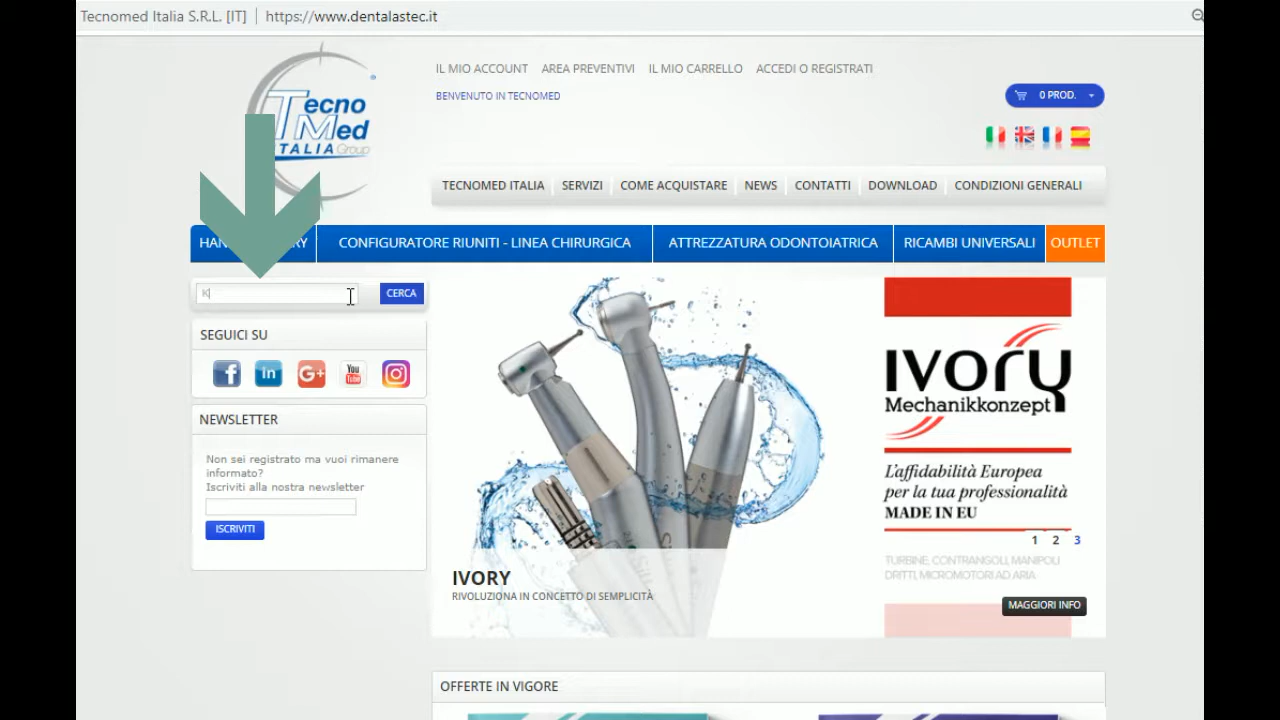 Tecnomed Italia S.R.L. [IT] https://www.dentalastec.it
IL MIO ACCOUNT AREA PREVENTIVI IL MIO CARRELLO ACCEDI O REGISTRATI
BENVENUTO IN TECNOMED
0 PROD.
Tecno
Med
ITALIA Group
TECNOMED ITALIA SERVIZI COME ACQUISTARE NEWS CONTATTI DOWNLOAD CONDIZIONI GENERALI
CONFIGURATORE RIUNITI - LINEA CHIRURGICA ATTREZZATURA ODONTOIATRICA RICAMBI UNIVERSALI OUTLET
K CERCA
SEGUICI SU
f in G+ You Tube
NEWSLETTER
Non sei registrato ma vuoi rimanere
informato?
Iscriviti alla nostra newsletter
ISCRIVITI
IVORY
Mechanikkonzept
L'affidabilità Europea
per la tua professionalità
MADE IN EU
1 2 3
TURBINE, CONTRANGOLI, MANIPOLI
DRITTI, MICROMOTORI AD ARIA.
IVORY
RIVOLUZIONA IN CONCETTO DI SEMPLICITÀ
MAGGIORI INFO
OFFERTE IN VIGORE